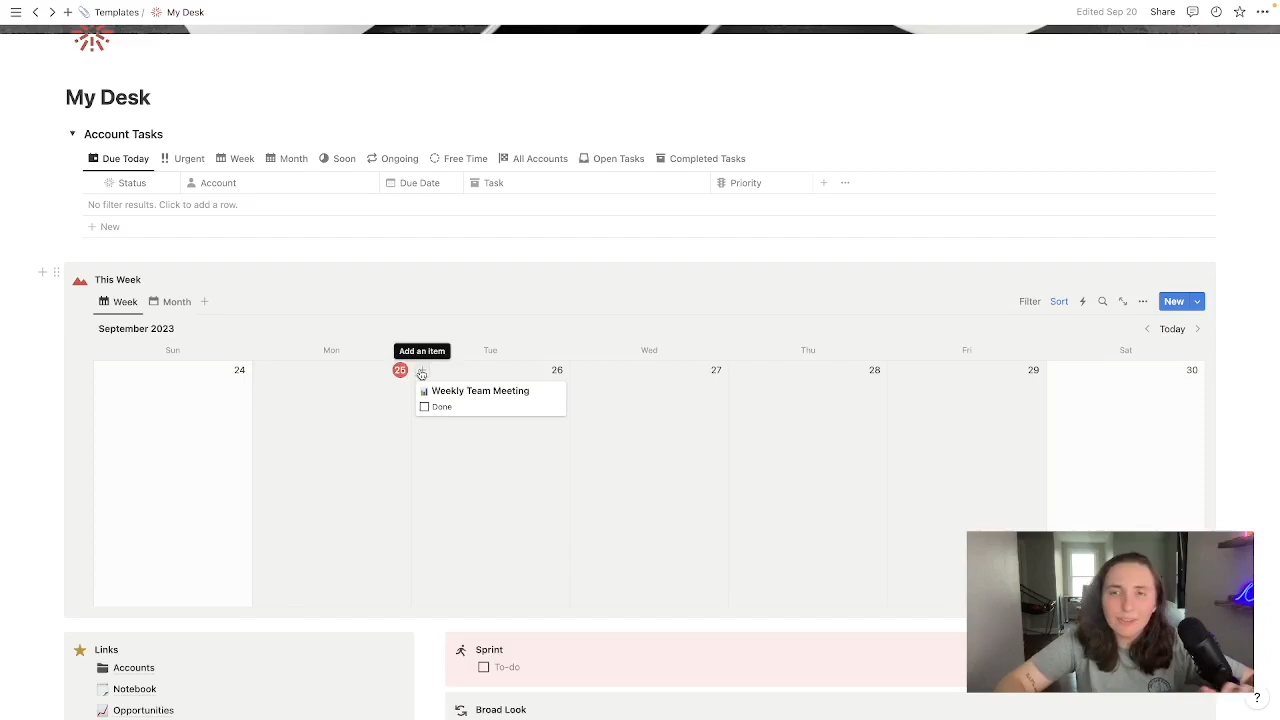 Templates / My Desk
Edited Sep 20 Share
My Desk
Account Tasks
Due Today Urgent Week Month Soon Ongoing Free Time All Accounts Open Tasks Completed Tasks
Status Account Due Date Task Priority
No filter results. Click to add a row.
New
This Week
Week Month
Filter Sort New
September 2023
Today
Sun Mon Tue Wed Thu Fri Sat
Add an item
24 25 26 27 28 29 30
Weekly Team Meeting
Done
Links
Accounts
Notebook
Opportunities
Sprint
To-do
Broad Look
?